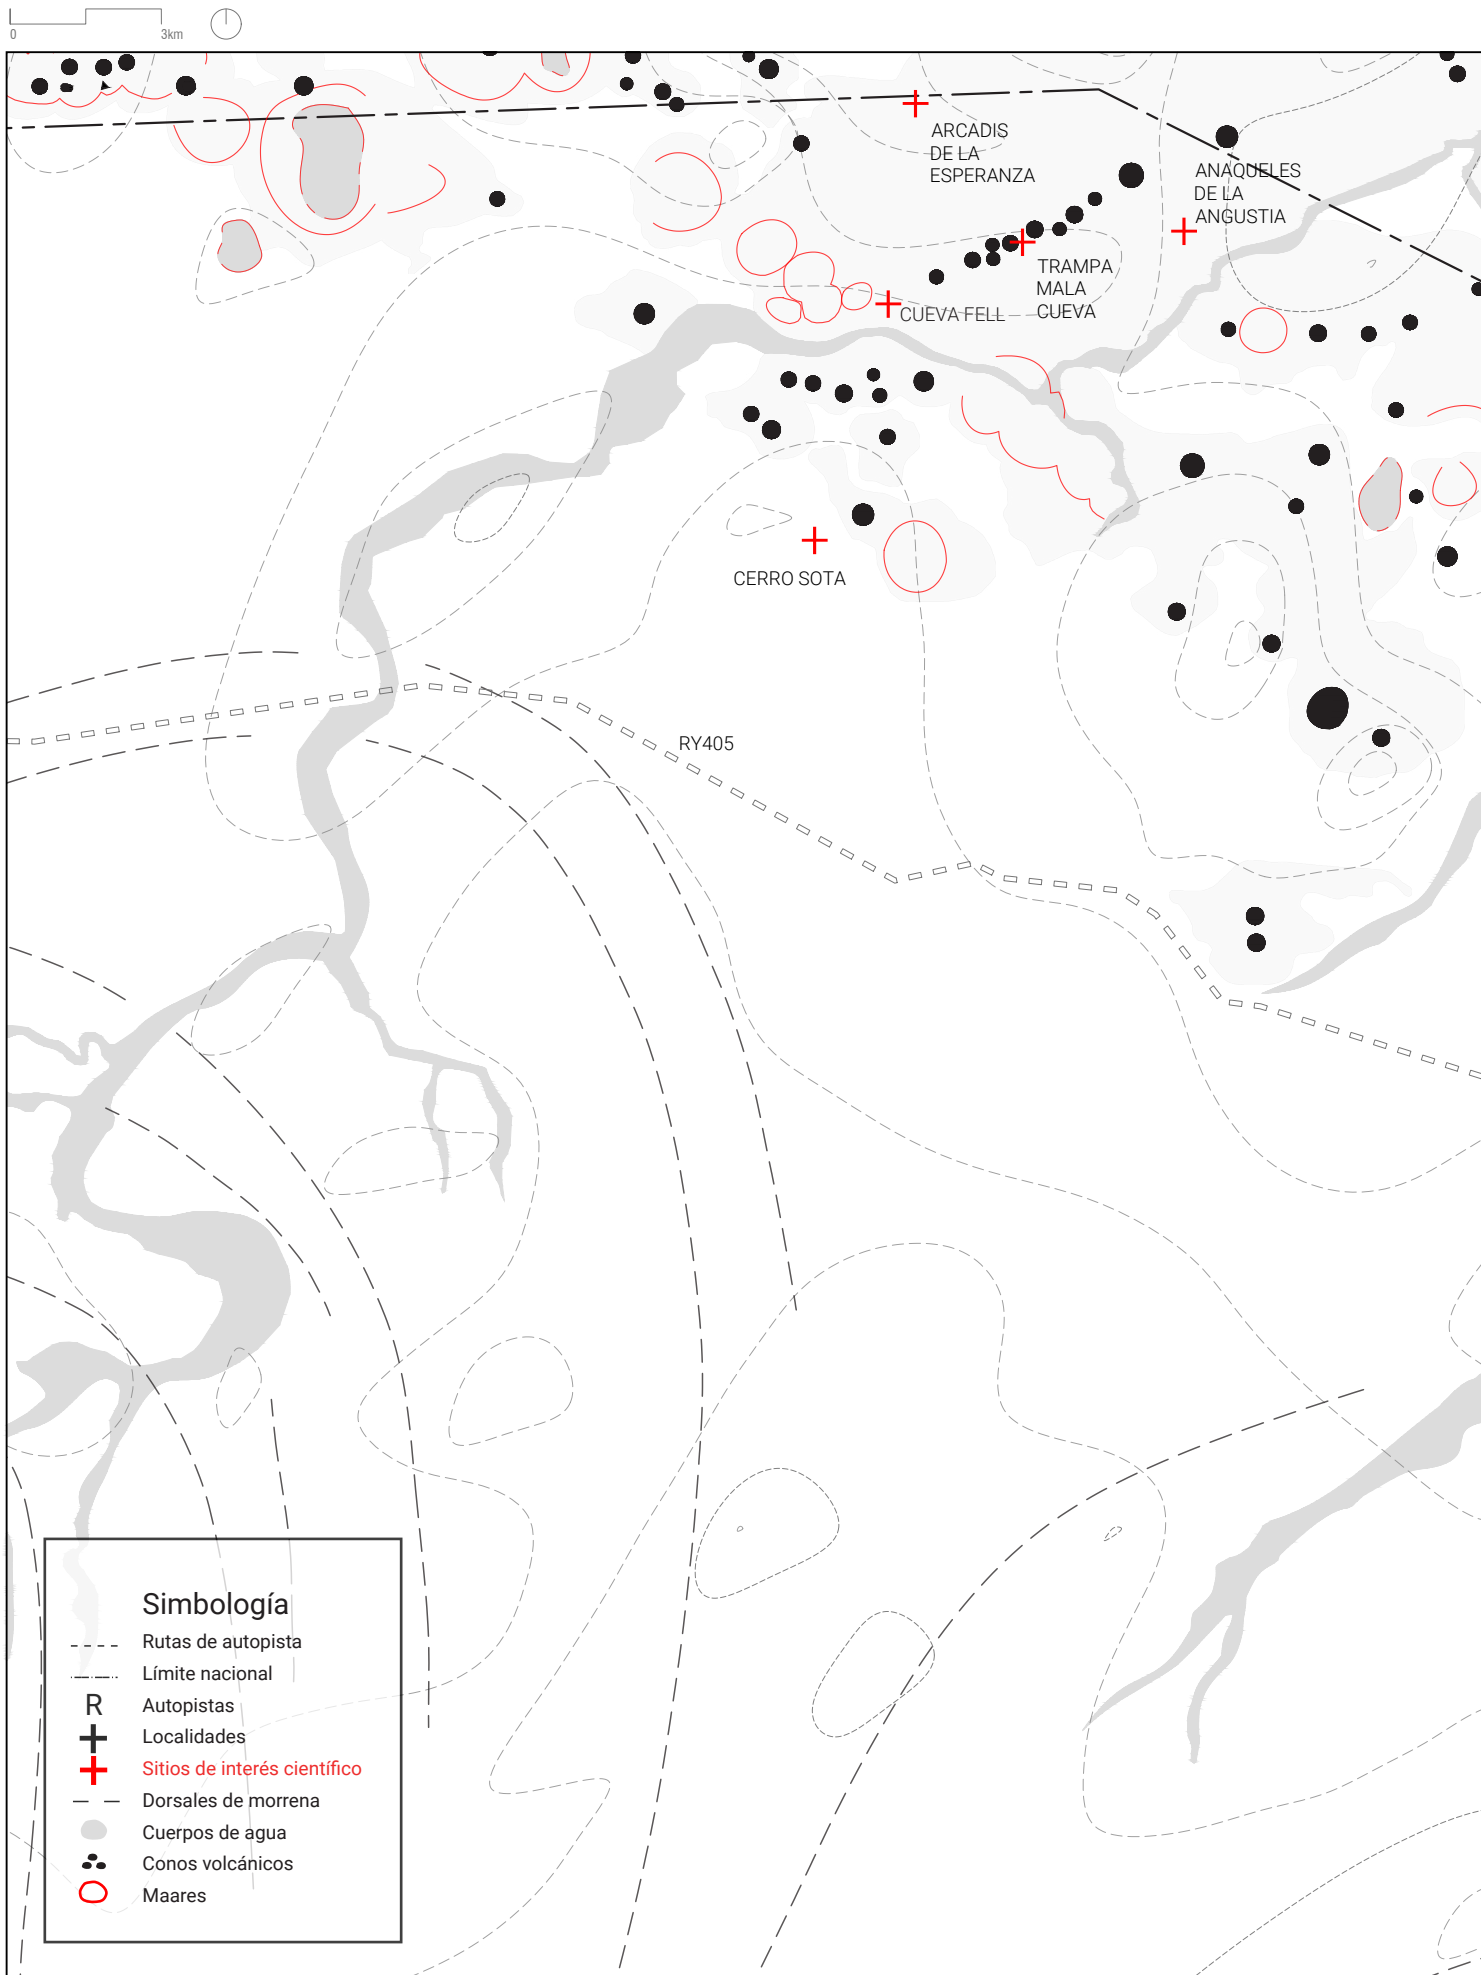 0
3km
ARCADIS
DE LA
ESPERANZA
ANAQUELES
DE LA
ANGUSTIA
TRAMPA
MALA
CUEVA
CUEVA FELL
CERRO SOTA
RY405
Simbología
Rutas de autopista
Límite nacional
R Autopistas
Localidades
Sitios de interés científico
Dorsales de morrena
Cuerpos de agua
Conos volcánicos
Maares